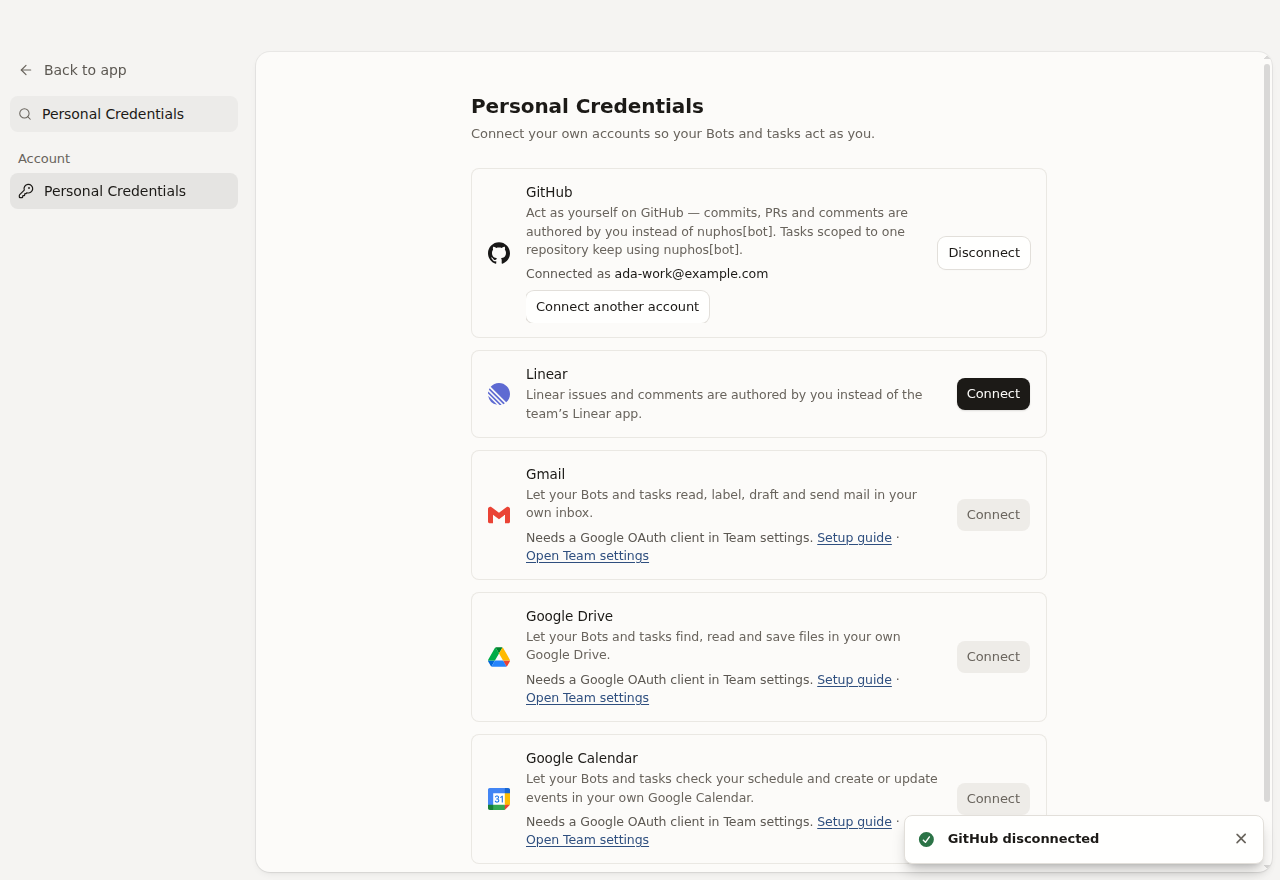 Back to app
Personal Credentials
Account
Personal Credentials
Personal Credentials
Connect your own accounts so your Bots and tasks act as you.
GitHub
Act as yourself on GitHub — commits, PRs and comments are
authored by you instead of nuphos[bot]. Tasks scoped to one
repository keep using nuphos[bot].
Connected as ada-work@example.com
Connect another account
Disconnect
Linear
Linear issues and comments are authored by you instead of the
team’s Linear app.
Connect
Gmail
Let your Bots and tasks read, label, draft and send mail in your
own inbox.
Needs a Google OAuth client in Team settings. Setup guide ·
Open Team settings
Connect
Google Drive
Let your Bots and tasks find, read and save files in your own
Google Drive.
Needs a Google OAuth client in Team settings. Setup guide ·
Open Team settings
Connect
31
Google Calendar
Let your Bots and tasks check your schedule and create or update
events in your own Google Calendar.
Needs a Google OAuth client in Team settings. Setup guide ·
Open Team settings
Connect
GitHub disconnected